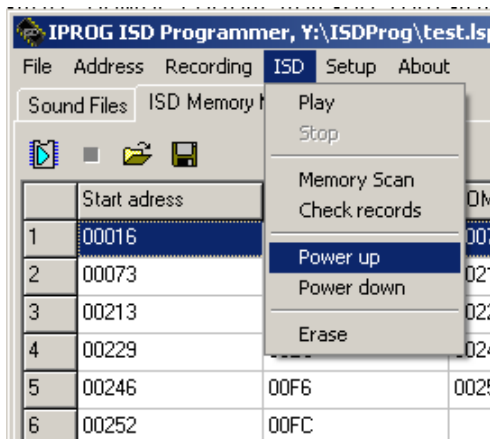 IPROG ISD Programmer, Y:\ISDProg\test.lsp
File Address Recording ISD Setup About
Sound Files ISD Memory
Play
Stop
Memory Scan
Check records
Power up
Power down
Erase
Start adress
1 00016
2 00073
3 00213
4 00229
5 00246 00F6 0025
6 00252 00FC